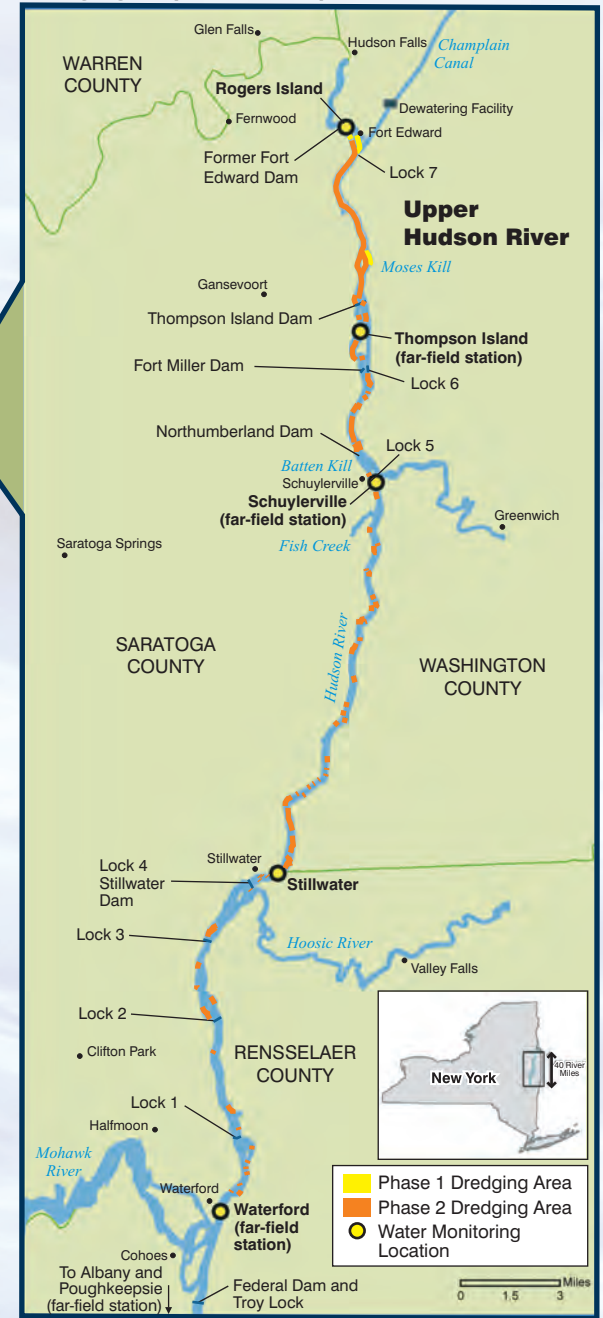 Glen Falls
Hudson Falls
Champlain
Canal
WARREN
COUNTY
Rogers Island
Dewatering Facility
Fernwood
Fort Edward
Former Fort
Edward Dam
Lock 7
Upper
Hudson River
Moses Kill
Gansevoort
Thompson Island Dam
Thompson Island
(far-field station)
Fort Miller Dam
Lock 6
Northumberland Dam
Lock 5
Batten Kill
Schuylerville
Schuylerville
(far-field station)
Greenwich
Fish Creek
Saratoga Springs
Hudson River
SARATOGA
COUNTY
WASHINGTON
COUNTY
Stillwater
Lock 4
Stillwater
Dam
Stillwater
Lock 3
Hoosic River
Valley Falls
Lock 2
Clifton Park
RENSSELAER
COUNTY
New York
40 River
Miles
Lock 1
Halfmoon
Mohawk
River
Waterford
Waterford
(far-field
station)
Phase 1 Dredging Area
Phase 2 Dredging Area
Water Monitoring
Location
Cohoes
To Albany and
Poughkeepsie
(far-field station)
Federal Dam and
Troy Lock
Miles
0 1.5 3